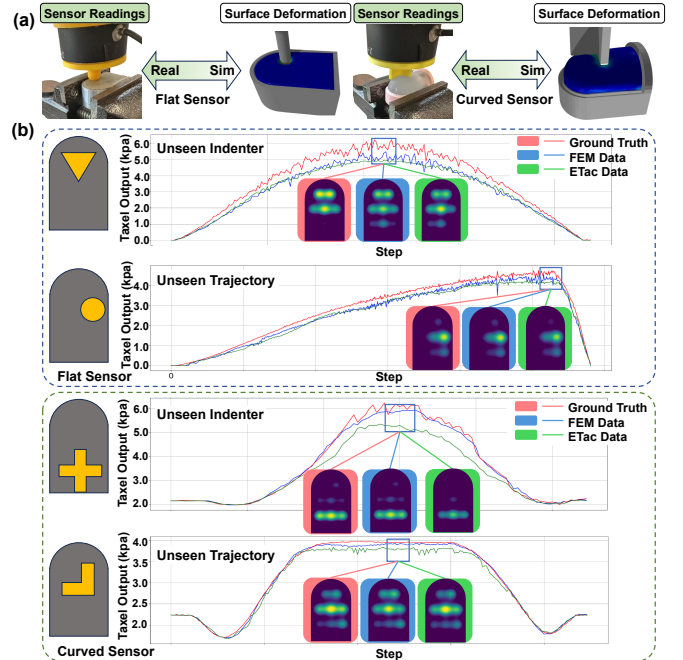 (a)
Sensor Readings
Surface Deformation
Sensor Readings
Surface Deformation
Real Sim
Flat Sensor
Real Sim
Curved Sensor
(b)
Unseen Indenter
Ground Truth
FEM Data
ETac Data
Taxel Output (kpa)
6.0
5.0
4.0
3.0
2.0
1.0
0.0
Step
Unseen Trajectory
Taxel Output (kpa)
4.0
3.0
2.0
1.0
0.0
0
Step
Flat Sensor
Unseen Indenter
Ground Truth
FEM Data
ETac Data
Taxel Output (kpa)
6.0
5.0
4.0
3.0
2.0
Unseen Trajectory
Taxel Output (kpa)
4.0
3.5
3.0
2.5
2.0
Step
Curved Sensor